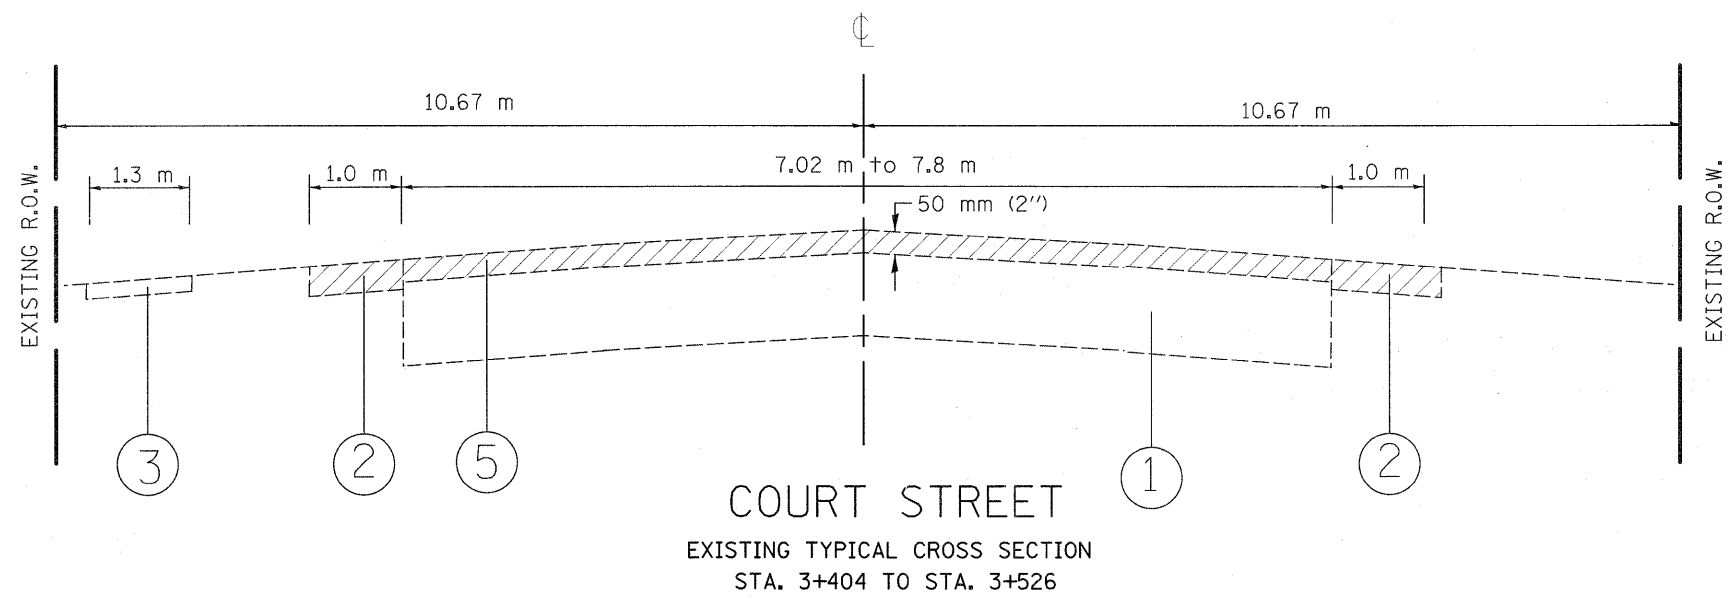 ℄
10.67 m
10.67 m
7.02 m to 7.8 m
1.3 m
1.0 m
1.0 m
50 mm (2")
EXISTING R.O.W.
EXISTING R.O.W.
3
2
5
1
2
COURT STREET
EXISTING TYPICAL CROSS SECTION
STA. 3+404 TO STA. 3+526